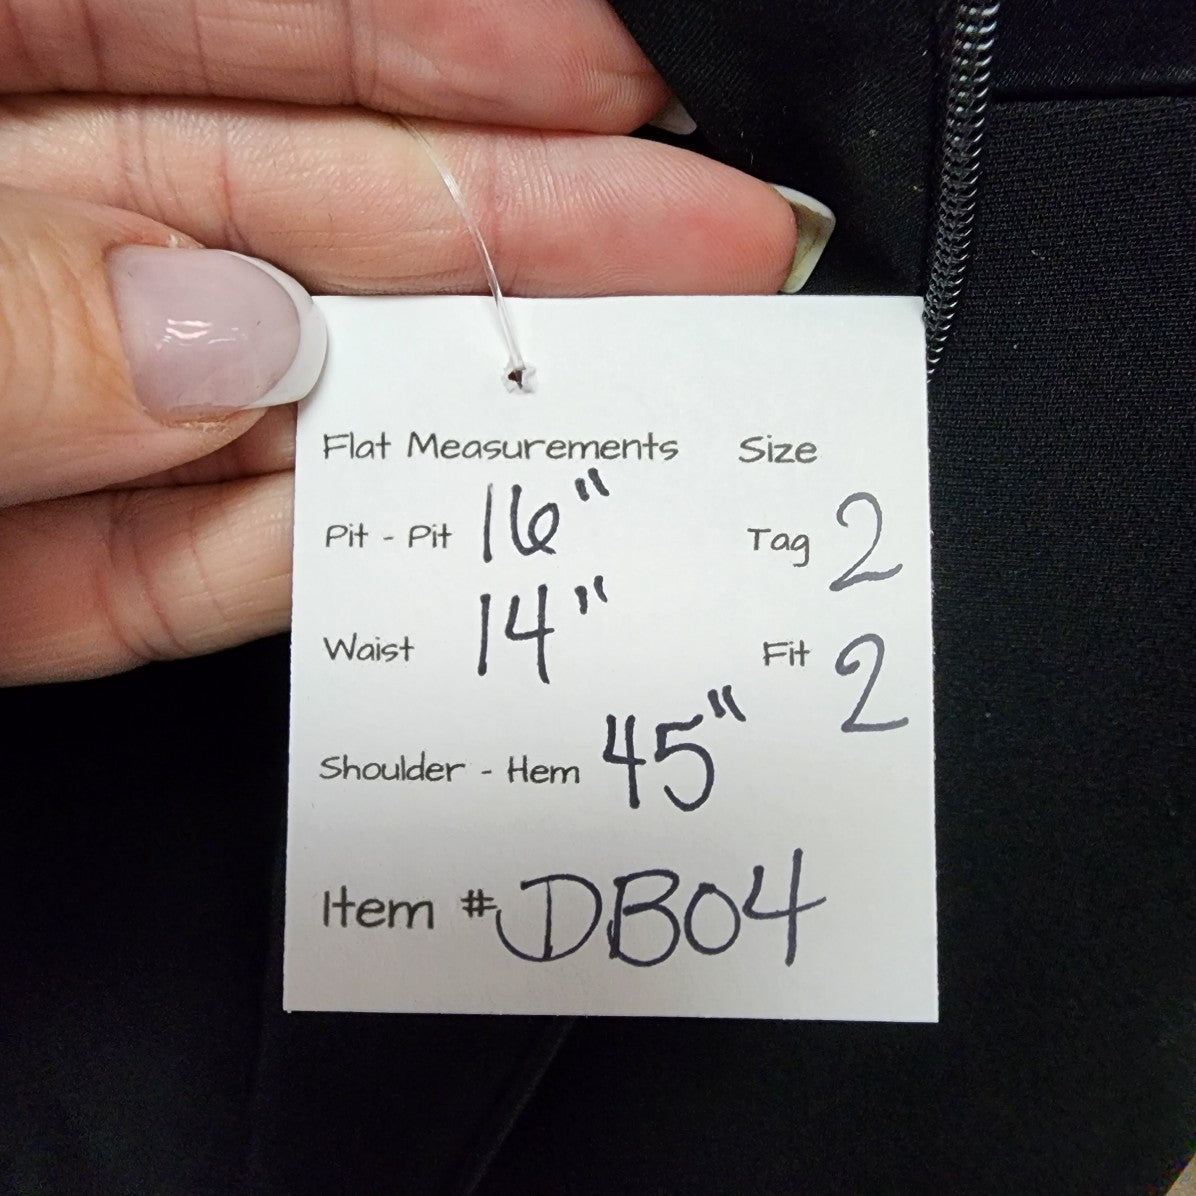 Flat Measurements Size
Pit - Pit 16" Tag 2
Waist 14" Fit 2
Shoulder - Hem 45"
Item # DB04